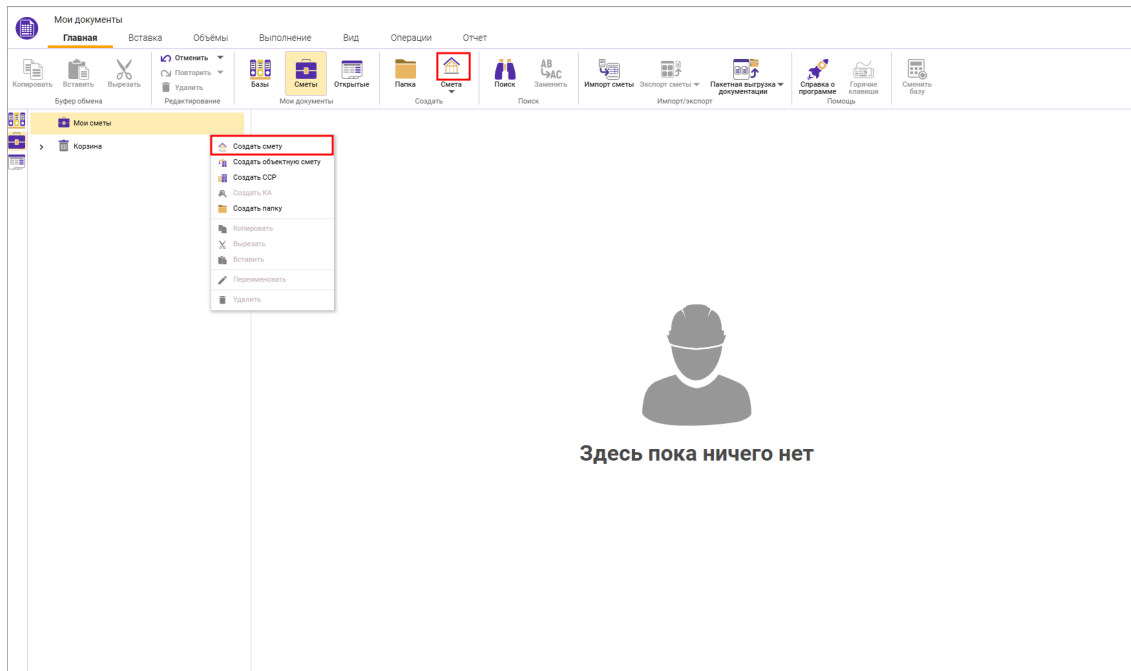 Мои документы
Главная Вставка Объёмы Выполнение Вид Операции Отчет
Копировать Вставить Вырезать
Отменить
Повторить
Удалить
Базы Сметы Открытые
Папка Смета
Поиск
AB
AC
Заменить
Импорт сметы Экспорт сметы Пакетная выгрузка документации
Справка о программе
Горячие клавиши
Сменить базу
Буфер обмена Редактирование Мои документы Создать Поиск Импорт/экспорт Помощь
Мои сметы
Корзина
Создать смету
Создать объектную смету
Создать ССР
Создать КА
Создать папку
Копировать
Вырезать
Вставить
Переименовать
Удалить
Здесь пока ничего нет